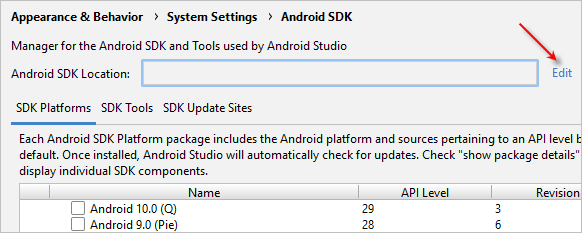 Appearance & Behavior › System Settings › Android SDK
Manager for the Android SDK and Tools used by Android Studio
Android SDK Location: Edit
SDK Platforms SDK Tools SDK Update Sites
Each Android SDK Platform package includes the Android platform and sources pertaining to an API level b
default. Once installed, Android Studio will automatically check for updates. Check "show package details"
display individual SDK components.
Name API Level Revision
Android 10.0 (Q) 29 3
Android 9.0 (Pie) 28 6